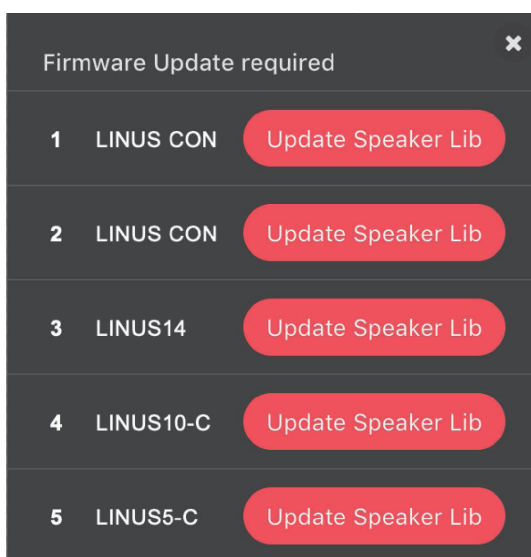 Firmware Update required
1 LINUS CON Update Speaker Lib
2 LINUS CON Update Speaker Lib
3 LINUS14 Update Speaker Lib
4 LINUS10-C Update Speaker Lib
5 LINUS5-C Update Speaker Lib